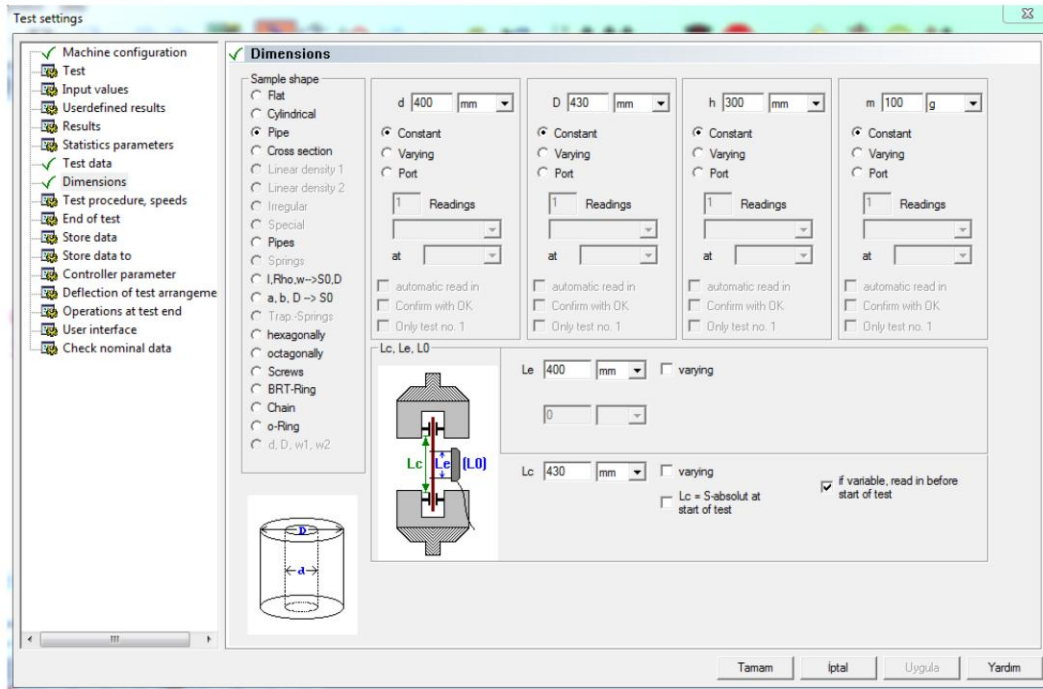 Test settings
Machine configuration
Test
Input values
Userdefined results
Results
Statistics parameters
Test data
Dimensions
Test procedure, speeds
End of test
Store data
Store data to
Controller parameter
Deflection of test arrangeme
Operations at test end
User interface
Check nominal data
Dimensions
Sample shape
Flat
Cylindrical
Pipe
Cross section
Linear density 1
Linear density 2
Irregular
Special
Pipes
Springs
l,Rho,w-->S0,D
a, b, D --> S0
Trap.-Springs
hexagonally
octagonally
Screws
BRT-Ring
Chain
o-Ring
d, D, w1, w2
D
d
d 400 mm
Constant
Varying
Port
1 Readings
at
automatic read in
Confirm with OK
Only test no. 1
D 430 mm
Constant
Varying
Port
1 Readings
at
automatic read in
Confirm with OK
Only test no. 1
h 300 mm
Constant
Varying
Port
1 Readings
at
automatic read in
Confirm with OK
Only test no. 1
m 100 g
Constant
Varying
Port
1 Readings
at
automatic read in
Confirm with OK
Only test no. 1
Lc, Le, L0
Lc Le (L0)
Le 400 mm varying
0
Lc 430 mm varying
Lc = S-absolut at
start of test
if variable, read in before
start of test
Tamam İptal Uygula Yardım